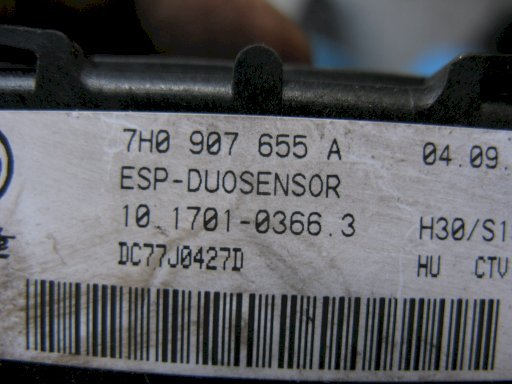 7H0 907 655 A 04.09.
ESP-DUOSENSOR
10.1701-0366.3 H30/S1
DC77J0427D HU CTV